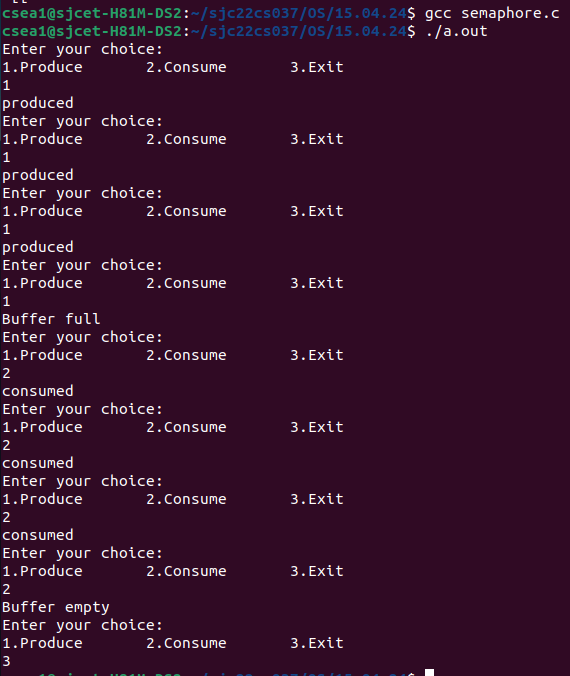 csea1@sjcet-H81M-DS2:~/sjc22cs037/OS/15.04.24$ gcc semaphore.c
csea1@sjcet-H81M-DS2:~/sjc22cs037/OS/15.04.24$ ./a.out
Enter your choice:
1.Produce       2.Consume       3.Exit
1
produced
Enter your choice:
1.Produce       2.Consume       3.Exit
1
produced
Enter your choice:
1.Produce       2.Consume       3.Exit
1
produced
Enter your choice:
1.Produce       2.Consume       3.Exit
1
Buffer full
Enter your choice:
1.Produce       2.Consume       3.Exit
2
consumed
Enter your choice:
1.Produce       2.Consume       3.Exit
2
consumed
Enter your choice:
1.Produce       2.Consume       3.Exit
2
consumed
Enter your choice:
1.Produce       2.Consume       3.Exit
2
Buffer empty
Enter your choice:
1.Produce       2.Consume       3.Exit
3